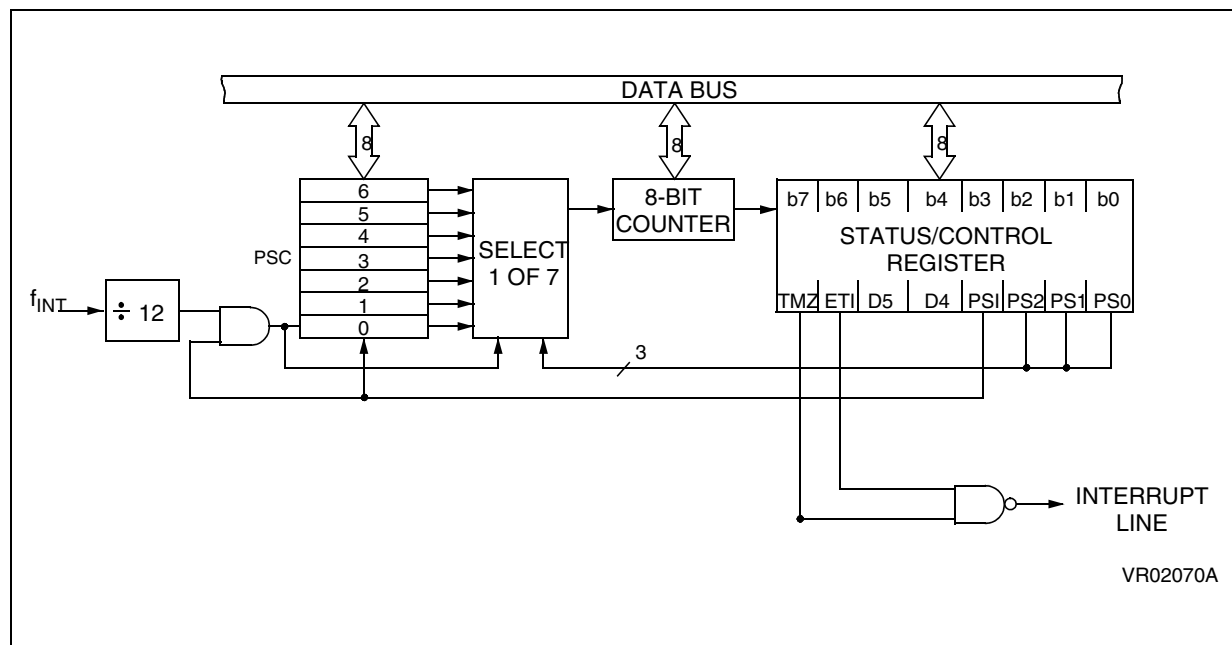 DATA BUS
8
8
8
6
5
4
3
2
1
0
PSC
SELECT
1 OF 7
8-BIT
COUNTER
b7 b6 b5 b4 b3 b2 b1 b0
STATUS/CONTROL
REGISTER
TMZ ETI D5 D4 PSI PS2 PS1 PS0
fINT
÷ 12
3
INTERRUPT
LINE
VR02070A